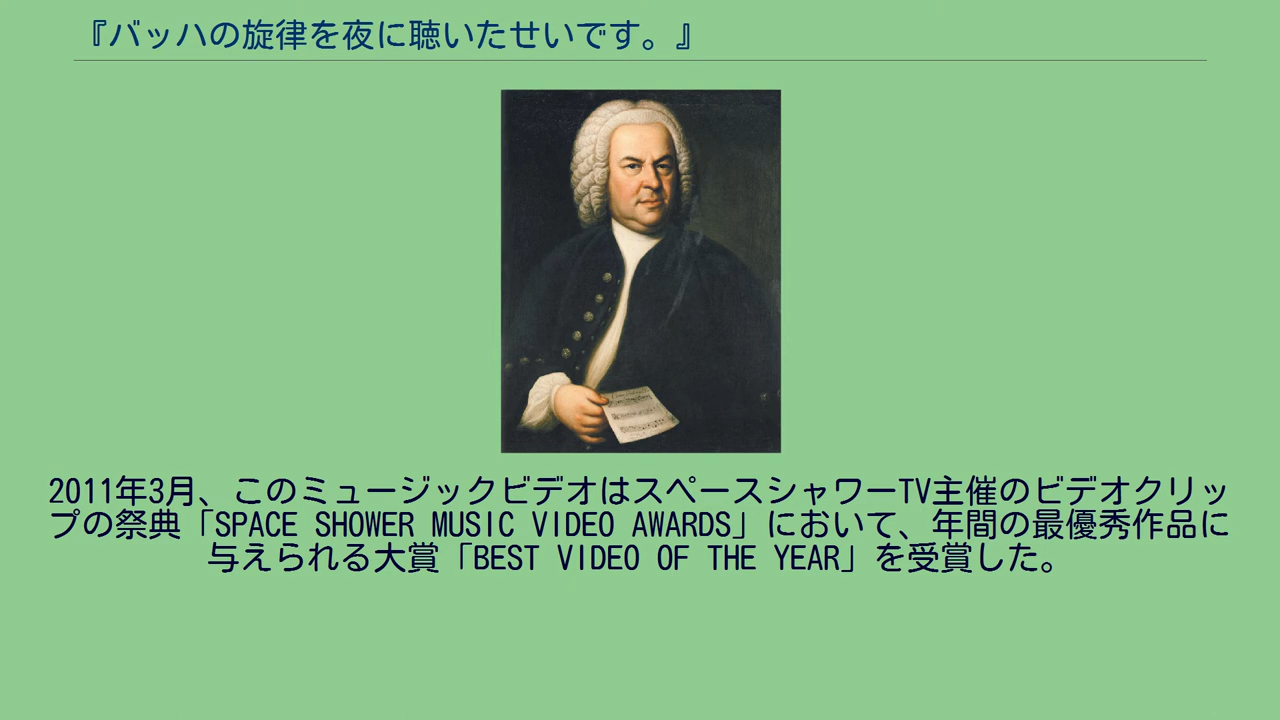 『バッハの旋律を夜に聴いたせいです。』
2011年3月、このミュージックビデオはスペースシャワーTV主催のビデオクリッ
プの祭典「SPACE SHOWER MUSIC VIDEO AWARDS」において、年間の最優秀作品に
与えられる大賞「BEST VIDEO OF THE YEAR」を受賞した。